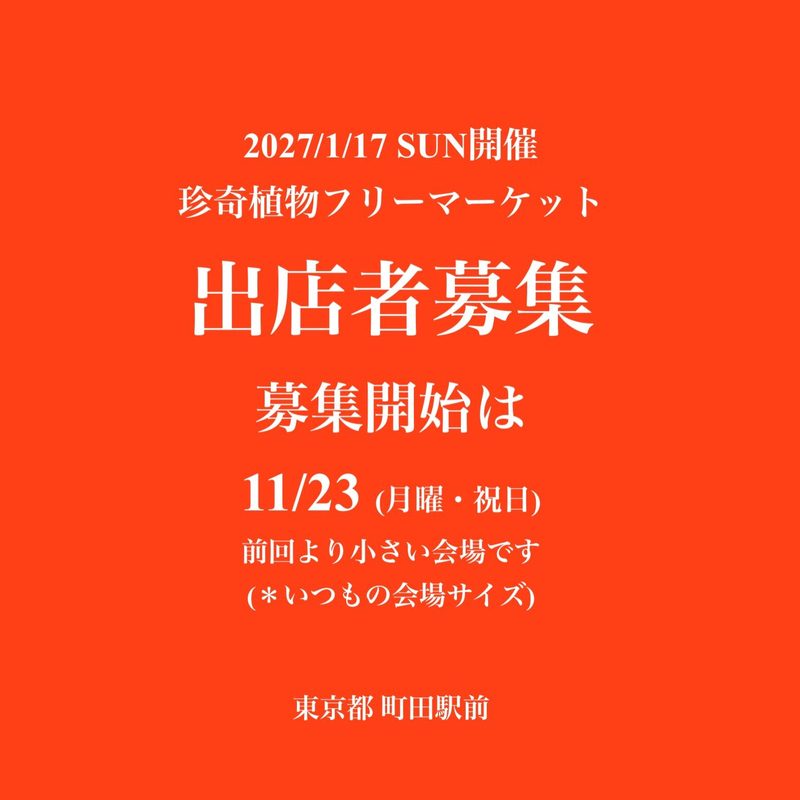 2027/1/17 SUN開催
珍奇植物フリーマーケット
出店者募集
募集開始は
11/23 (月曜・祝日)
前回より小さい会場です
(＊いつもの会場サイズ)
東京都 町田駅前